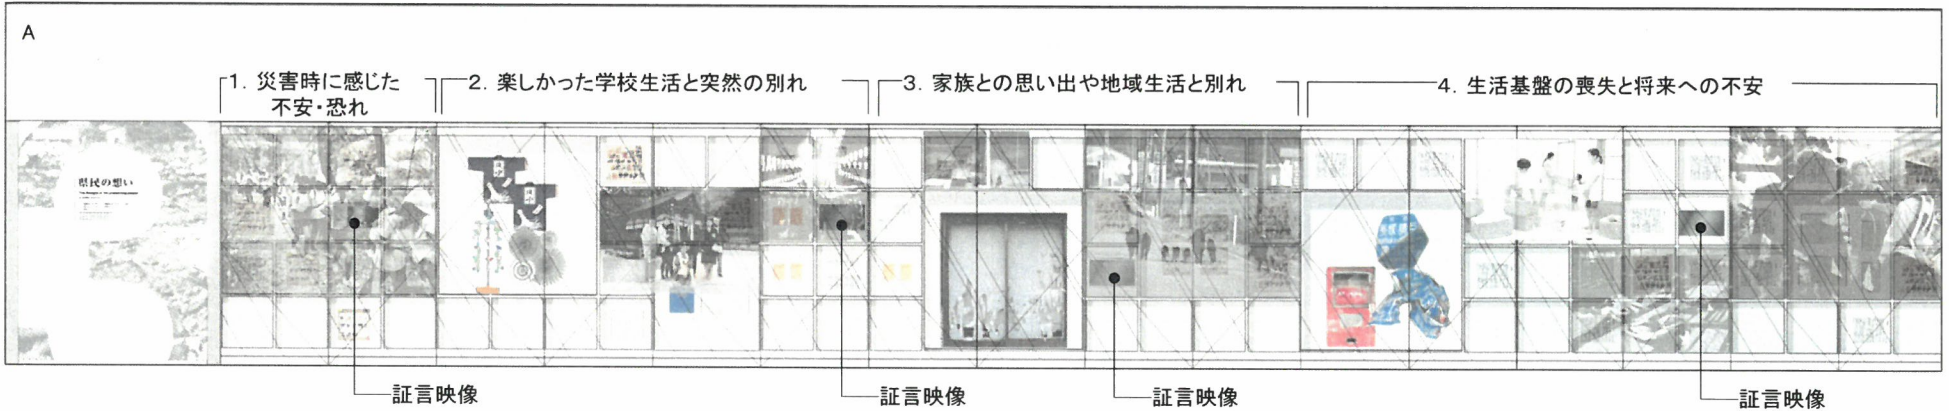 A
1. 災害時に感じた
不安・恐れ
2. 楽しかった学校生活と突然の別れ
3. 家族との思い出や地域生活と別れ
4. 生活基盤の喪失と将来への不安
県民の想い
証言映像
証言映像
証言映像
証言映像